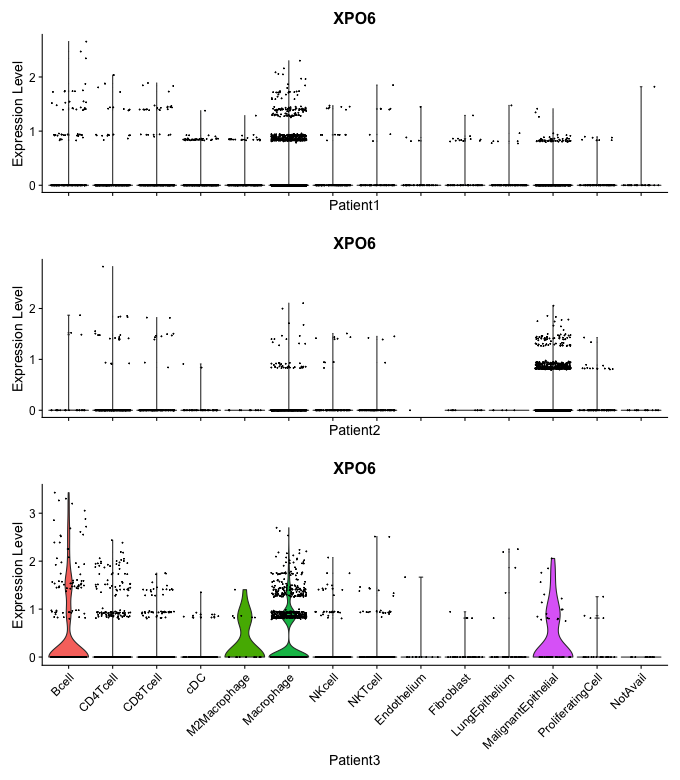 XPO6
Expression Level
2
1
0
Patient1
XPO6
Expression Level
2
1
0
Patient2
XPO6
Expression Level
3
2
1
0
Bcell
CD4Tcell
CD8Tcell
cDC
M2Macrophage
Macrophage
NKcell
NKTcell
Endothelium
Fibroblast
LungEpithelium
MalignantEpithelial
ProliferatingCell
NotAvail
Patient3